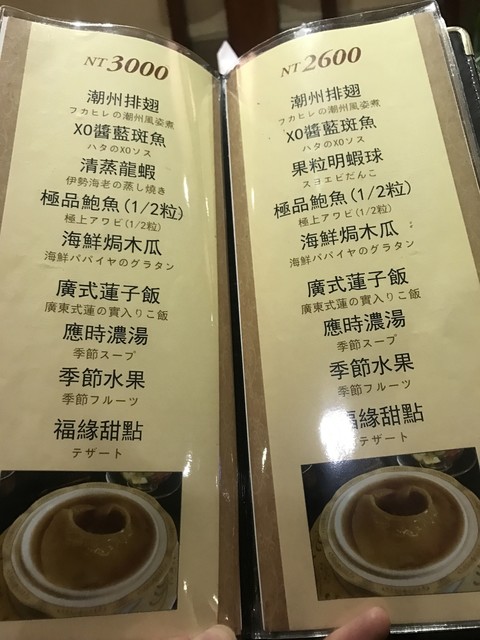 NT 3000
潮州排翅
フカヒレの潮州風姿煮
XO醬藍斑魚
ハタのXOソス
清蒸龍蝦
伊勢海老の蒸し焼き
極品鮑魚(1/2粒)
極上アワビ(1/2粒)
海鮮焗木瓜
海鮮パパイヤのグラタン
廣式蓮子飯
廣東式蓮の實入りご飯
應時濃湯
季節スープ
季節水果
季節フルーツ
福緣甜點
テザート
NT 2600
潮州排翅
フカヒレの潮州風姿煮
XO醬藍斑魚
ハタのXOソス
果粒明蝦球
スヨエビだんこ
極品鮑魚(1/2粒)
極上アワビ(1/2粒)
海鮮焗木瓜
海鮮パパイヤのグラタン
廣式蓮子飯
廣東式蓮の實入りご飯
應時濃湯
季節スープ
季節水果
季節フルーツ
福緣甜點
テザート